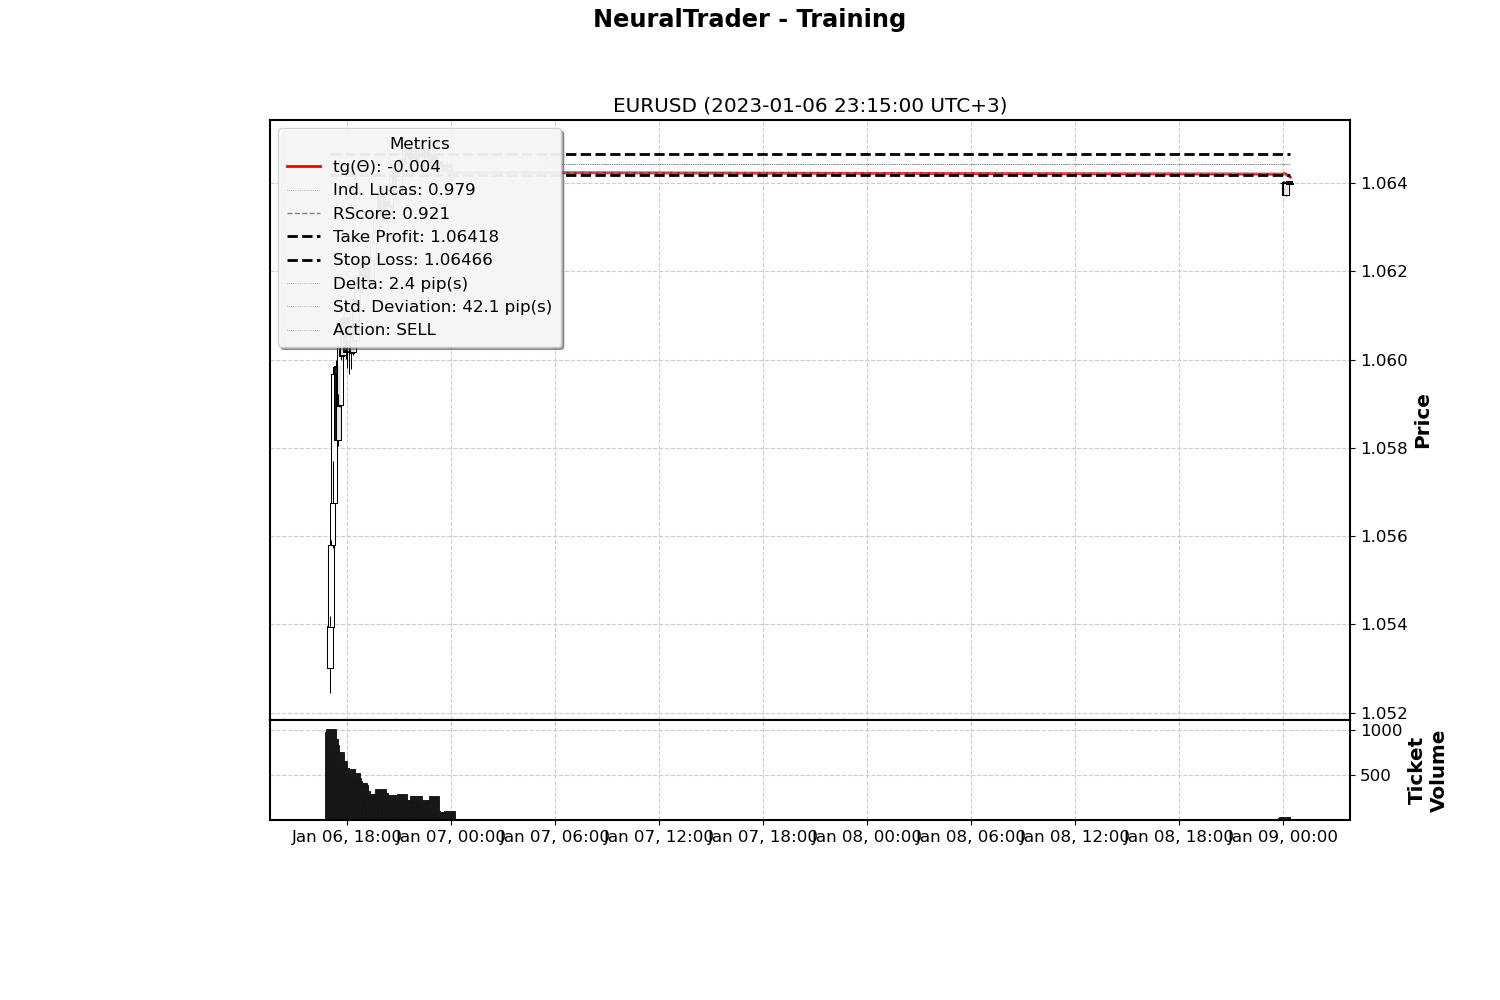 NeuralTrader - Training
EURUSD (2023-01-06 23:15:00 UTC+3)
Metrics
tg(Θ): -0.004
Ind. Lucas: 0.979
RScore: 0.921
Take Profit: 1.06418
Stop Loss: 1.06466
Delta: 2.4 pip(s)
Std. Deviation: 42.1 pip(s)
Action: SELL
1.064
1.062
1.060
1.058
1.056
1.054
1.052
Price
1000
500
Ticket
Volume
Jan 06, 18:00
Jan 07, 00:00
Jan 07, 06:00
Jan 07, 12:00
Jan 07, 18:00
Jan 08, 00:00
Jan 08, 06:00
Jan 08, 12:00
Jan 08, 18:00
Jan 09, 00:00